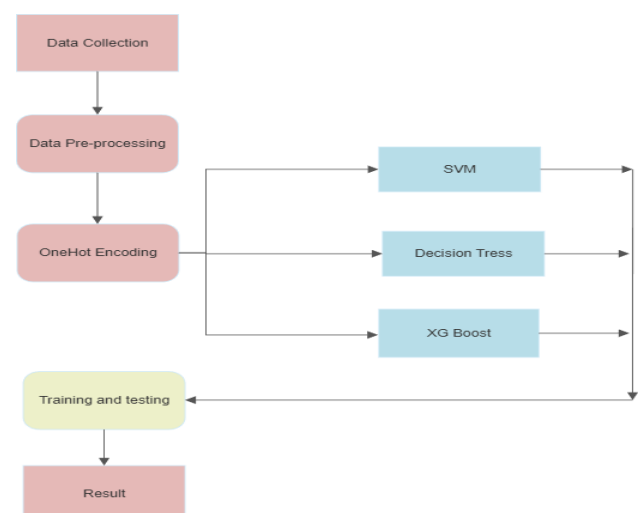 Data Collection
Data Pre-processing
OneHot Encoding
SVM
Decision Tress
XG Boost
Training and testing
Result